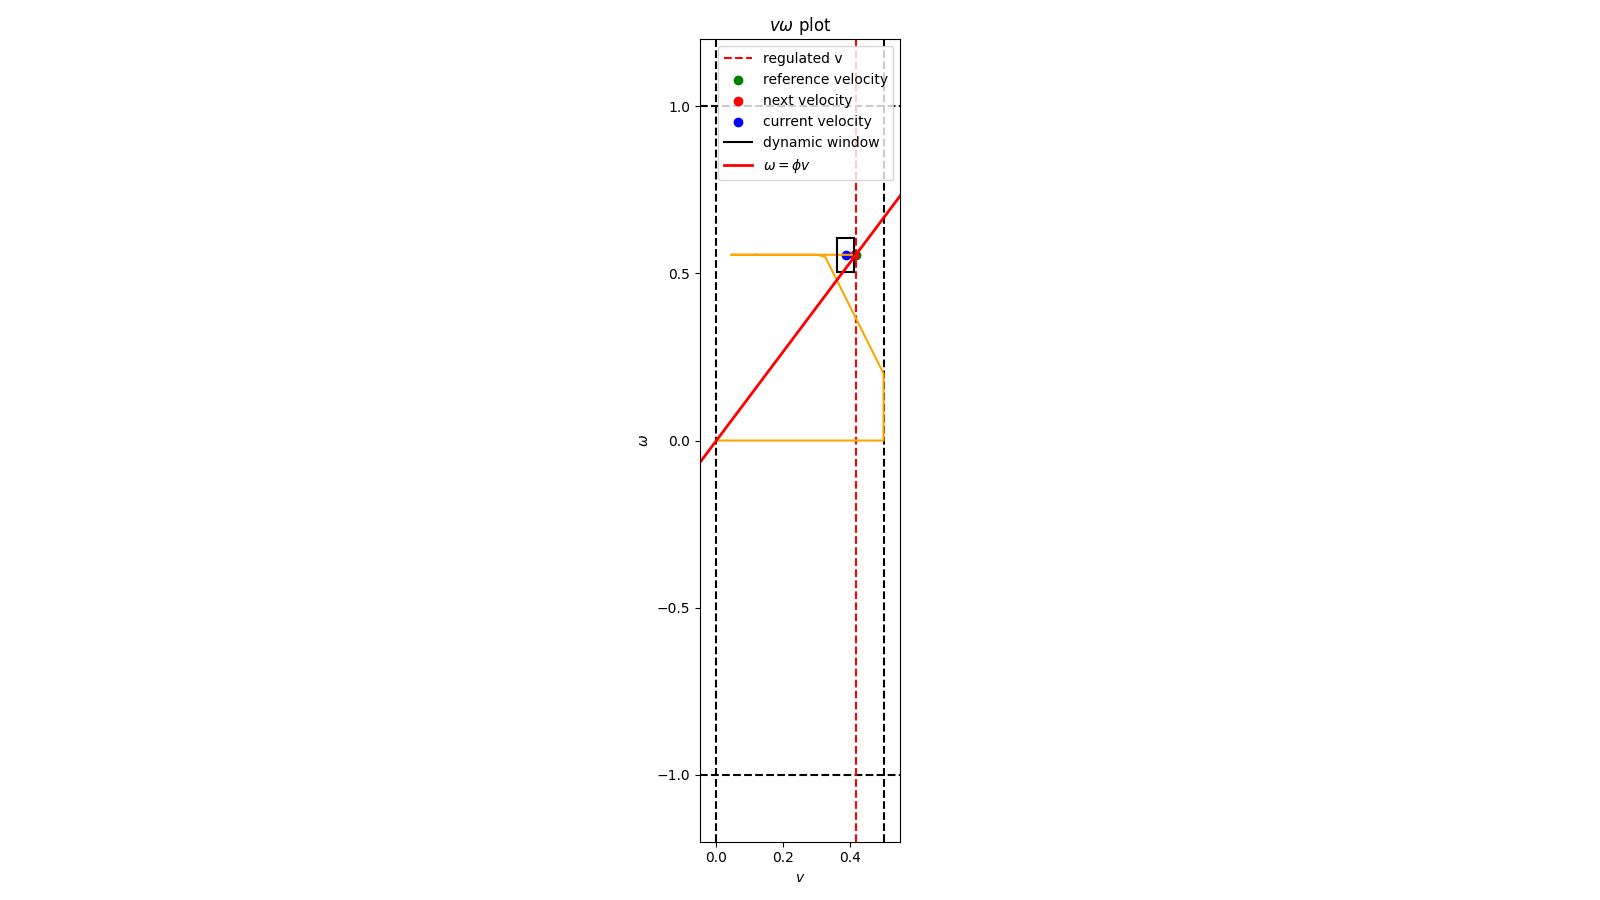 vω plot
regulated v
reference velocity
next velocity
current velocity
dynamic window
ω = ϕv
1.0
0.5
0.0
−0.5
−1.0
ω
0.0 0.2 0.4
v